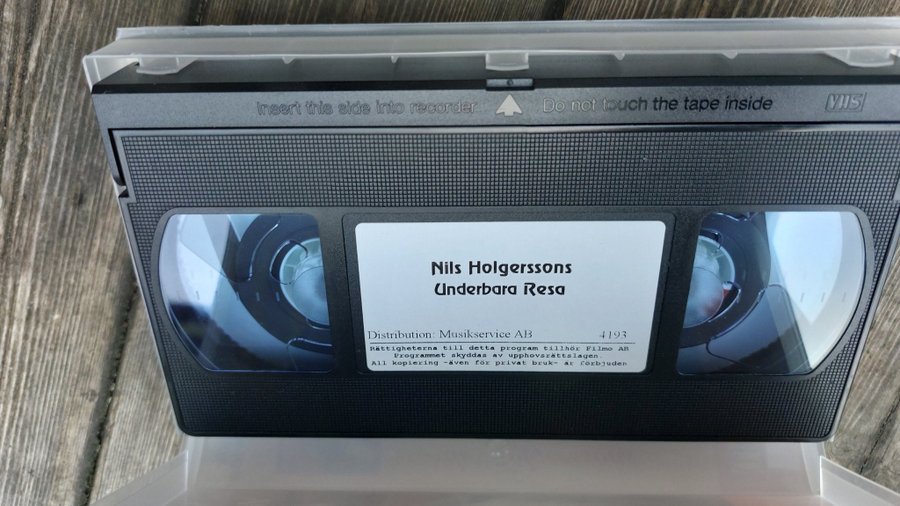 Insert this side into recorder Do not touch the tape inside VHS
Nils Holgerssons
Underbara Resa
Distribution: Musikservice AB 4193
Rättigheterna till detta program tillhör Filmo AB
Programmet skyddas av upphovsrättslagen.
All kopiering -även för privat bruk- är förbjuden